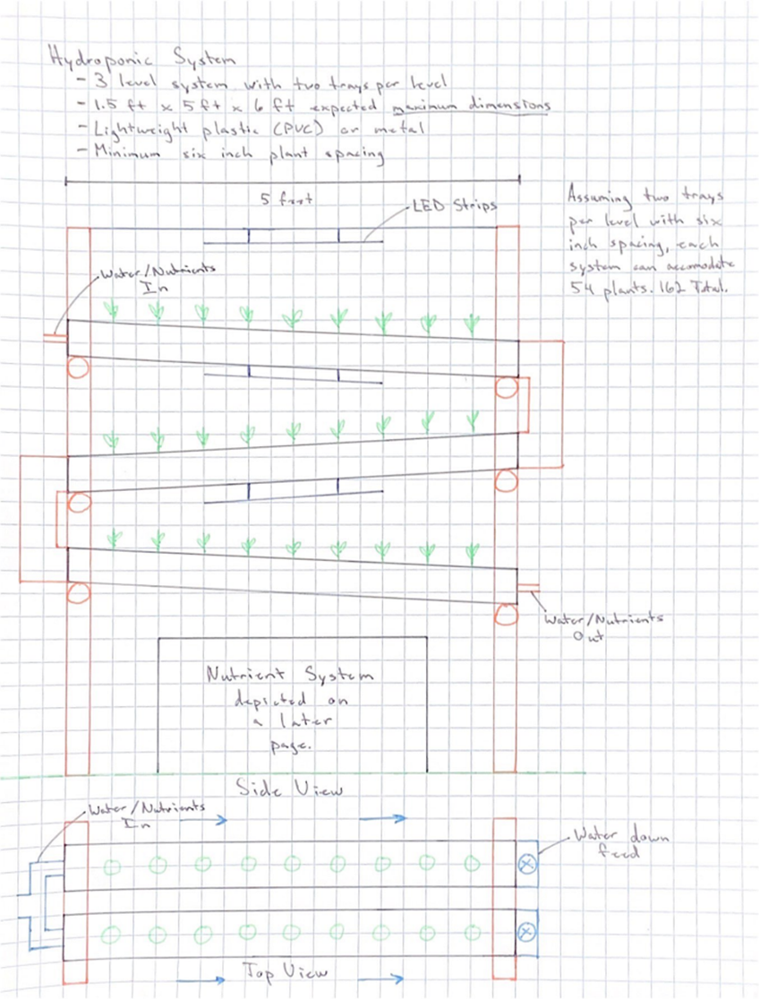 Hydroponic System
- 3 level system with two trays per level
- 1.5 ft x 5 ft x 6 ft expected maximum dimensions
- Lightweight plastic (PVC) or metal
- Minimum six inch plant spacing
5 feet
LED Strips
Assuming two trays
per level with six
inch spacing, each
system can accomodate
54 plants. 162 Total.
Water/Nutrients
In
Water/Nutrients
Out
Nutrient System
depicted on
a later
page.
Side View
Water/Nutrients
In
Water down
feed
Top View